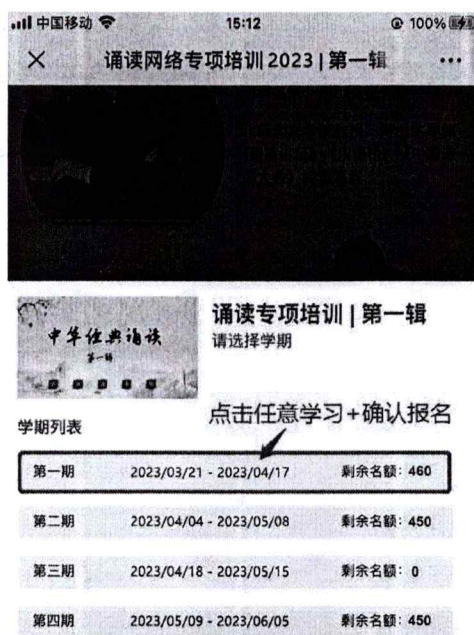 中国移动 15:12 100%
诵读网络专项培训2023 | 第一辑
中华经典诵读
第一辑
诵读专项培训 | 第一辑
请选择学期
点击任意学习+确认报名
学期列表
第一期 2023/03/21 - 2023/04/17 剩余名额：460
第二期 2023/04/04 - 2023/05/08 剩余名额：450
第三期 2023/04/18 - 2023/05/15 剩余名额：0
第四期 2023/05/09 - 2023/06/05 剩余名额：450